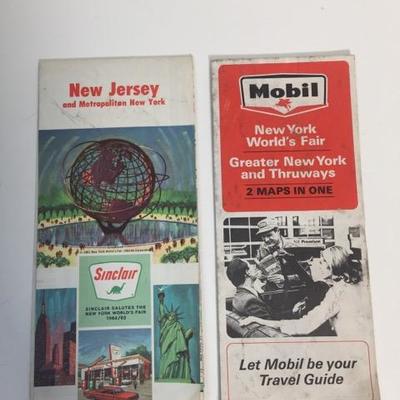 New Jersey
and Metropolitan New York
Sinclair
SINCLAIR SALUTES THE
NEW YORK WORLD'S FAIR
1964/65
Mobil
New York
World's Fair
Greater New York
and Thruways
2 MAPS IN ONE
Premium
Let Mobil be your
Travel Guide